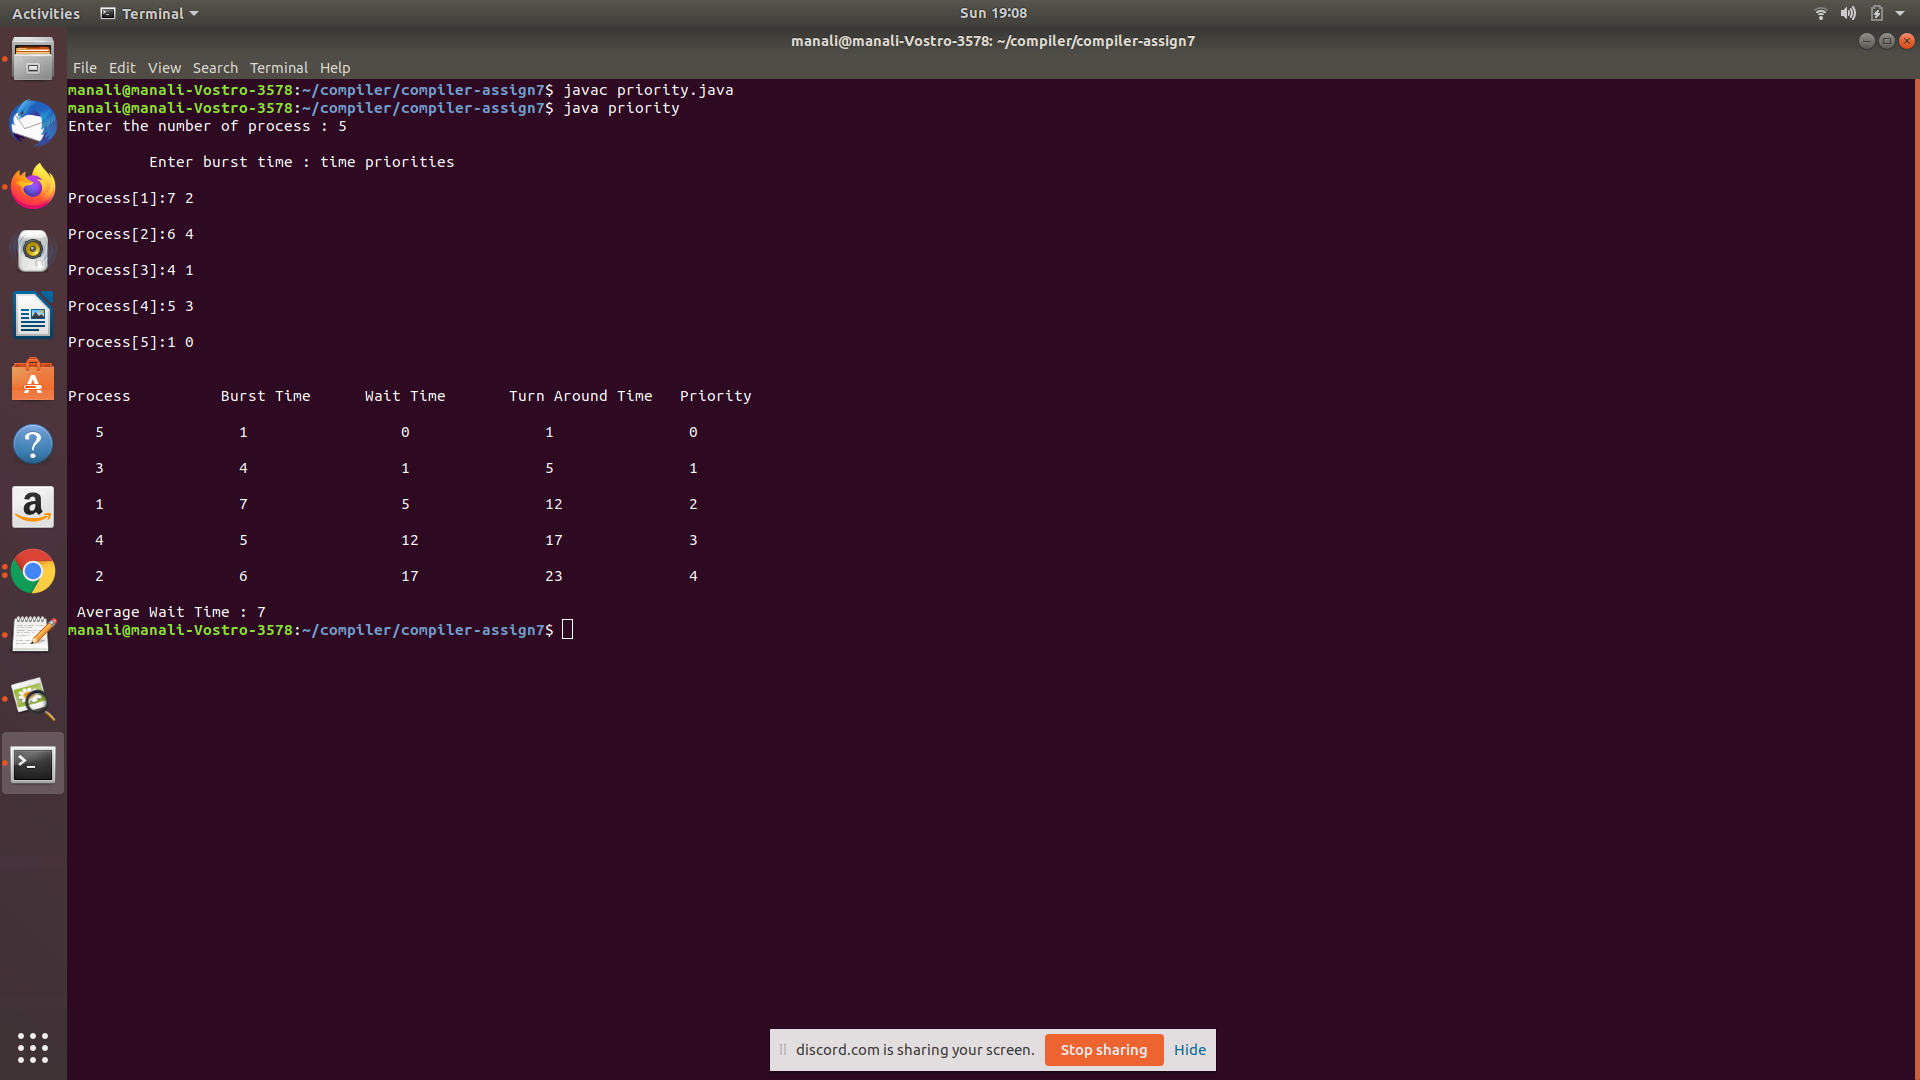 Activities Terminal Sun 19:08
manali@manali-Vostro-3578: ~/compiler/compiler-assign7
File Edit View Search Terminal Help
manali@manali-Vostro-3578:~/compiler/compiler-assign7$ javac priority.java
manali@manali-Vostro-3578:~/compiler/compiler-assign7$ java priority
Enter the number of process : 5
Enter burst time : time priorities
Process[1]:7 2
Process[2]:6 4
Process[3]:4 1
Process[4]:5 3
Process[5]:1 0
Process Burst Time Wait Time Turn Around Time Priority
5 1 0 1 0
3 4 1 5 1
1 7 5 12 2
4 5 12 17 3
2 6 17 23 4
Average Wait Time : 7
manali@manali-Vostro-3578:~/compiler/compiler-assign7$
discord.com is sharing your screen. Stop sharing Hide